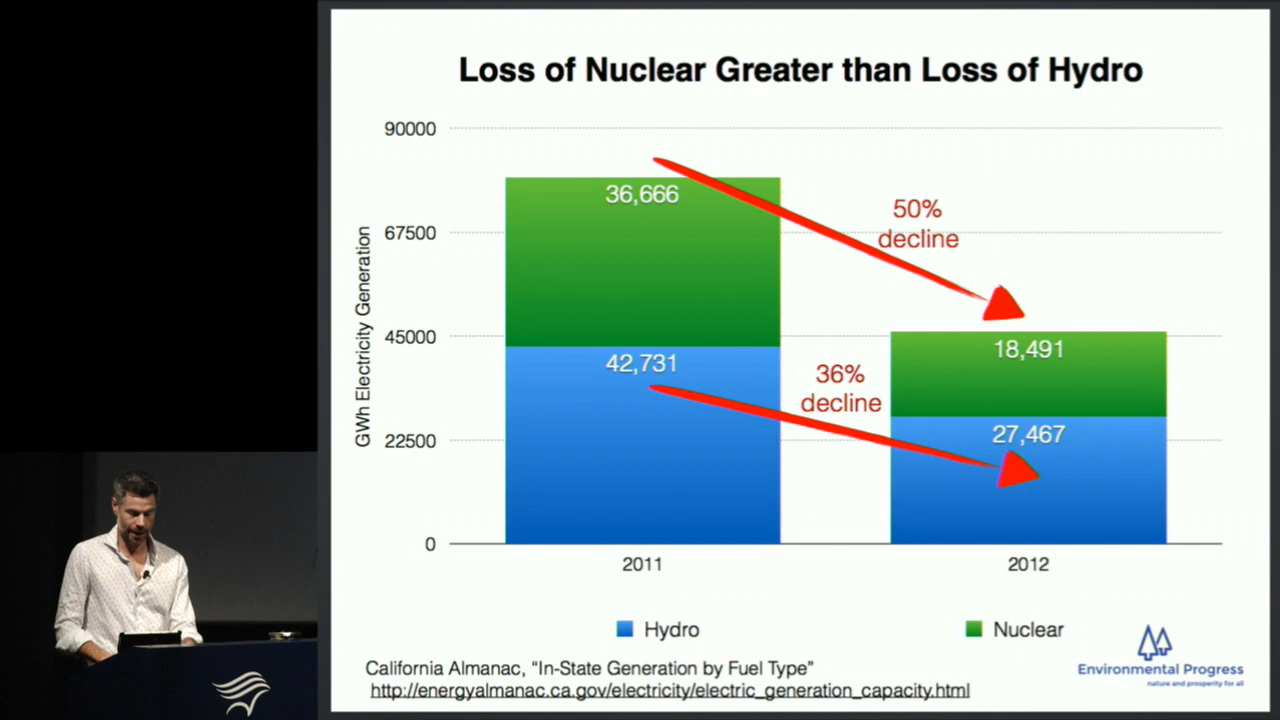 Loss of Nuclear Greater than Loss of Hydro
90000
67500
45000
22500
0
GWh Electricity Generation
36,666
42,731
50%
decline
36%
decline
18,491
27,467
2011
2012
Hydro
Nuclear
California Almanac, “In-State Generation by Fuel Type”
http://energyalmanac.ca.gov/electricity/electric_generation_capacity.html
Environmental Progress
nature and prosperity for all